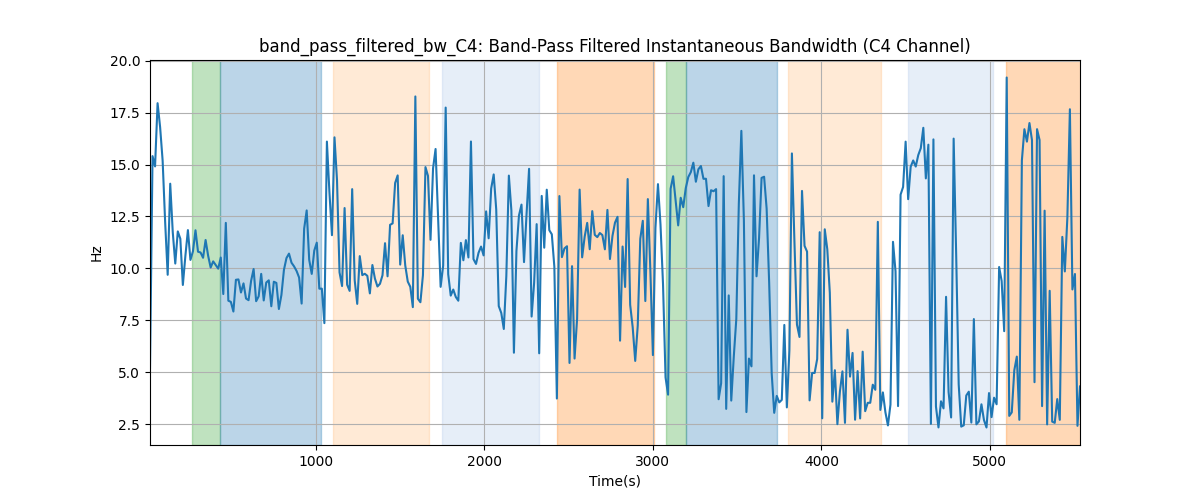 band_pass_filtered_bw_C4: Band-Pass Filtered Instantaneous Bandwidth (C4 Channel)
20.0
17.5
15.0
12.5
10.0
7.5
5.0
2.5
Hz
1000 2000 3000 4000 5000
Time(s)